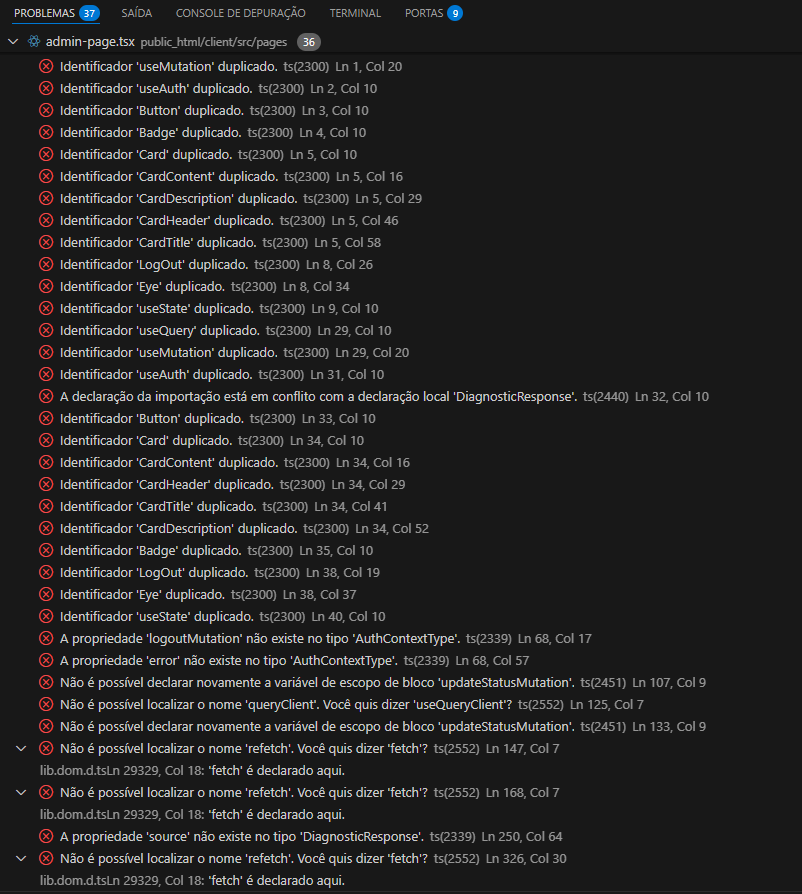 PROBLEMAS 37 SAÍDA CONSOLE DE DEPURAÇÃO TERMINAL PORTAS 9
admin-page.tsx public_html/client/src/pages 36
Identificador 'useMutation' duplicado. ts(2300) Ln 1, Col 20
Identificador 'useAuth' duplicado. ts(2300) Ln 2, Col 10
Identificador 'Button' duplicado. ts(2300) Ln 3, Col 10
Identificador 'Badge' duplicado. ts(2300) Ln 4, Col 10
Identificador 'Card' duplicado. ts(2300) Ln 5, Col 10
Identificador 'CardContent' duplicado. ts(2300) Ln 5, Col 16
Identificador 'CardDescription' duplicado. ts(2300) Ln 5, Col 29
Identificador 'CardHeader' duplicado. ts(2300) Ln 5, Col 46
Identificador 'CardTitle' duplicado. ts(2300) Ln 5, Col 58
Identificador 'LogOut' duplicado. ts(2300) Ln 8, Col 26
Identificador 'Eye' duplicado. ts(2300) Ln 8, Col 34
Identificador 'useState' duplicado. ts(2300) Ln 9, Col 10
Identificador 'useQuery' duplicado. ts(2300) Ln 29, Col 10
Identificador 'useMutation' duplicado. ts(2300) Ln 29, Col 20
Identificador 'useAuth' duplicado. ts(2300) Ln 31, Col 10
A declaração da importação está em conflito com a declaração local 'DiagnosticResponse'. ts(2440) Ln 32, Col 10
Identificador 'Button' duplicado. ts(2300) Ln 33, Col 10
Identificador 'Card' duplicado. ts(2300) Ln 34, Col 10
Identificador 'CardContent' duplicado. ts(2300) Ln 34, Col 16
Identificador 'CardHeader' duplicado. ts(2300) Ln 34, Col 29
Identificador 'CardTitle' duplicado. ts(2300) Ln 34, Col 41
Identificador 'CardDescription' duplicado. ts(2300) Ln 34, Col 52
Identificador 'Badge' duplicado. ts(2300) Ln 35, Col 10
Identificador 'LogOut' duplicado. ts(2300) Ln 38, Col 19
Identificador 'Eye' duplicado. ts(2300) Ln 38, Col 37
Identificador 'useState' duplicado. ts(2300) Ln 40, Col 10
A propriedade 'logoutMutation' não existe no tipo 'AuthContextType'. ts(2339) Ln 68, Col 17
A propriedade 'error' não existe no tipo 'AuthContextType'. ts(2339) Ln 68, Col 57
Não é possível declarar novamente a variável de escopo de bloco 'updateStatusMutation'. ts(2451) Ln 107, Col 9
Não é possível localizar o nome 'queryClient'. Você quis dizer 'useQueryClient'? ts(2552) Ln 125, Col 7
Não é possível declarar novamente a variável de escopo de bloco 'updateStatusMutation'. ts(2451) Ln 133, Col 9
Não é possível localizar o nome 'refetch'. Você quis dizer 'fetch'? ts(2552) Ln 147, Col 7
lib.dom.d.tsLn 29329, Col 18: 'fetch' é declarado aqui.
Não é possível localizar o nome 'refetch'. Você quis dizer 'fetch'? ts(2552) Ln 168, Col 7
lib.dom.d.tsLn 29329, Col 18: 'fetch' é declarado aqui.
A propriedade 'source' não existe no tipo 'DiagnosticResponse'. ts(2339) Ln 250, Col 64
Não é possível localizar o nome 'refetch'. Você quis dizer 'fetch'? ts(2552) Ln 326, Col 30
lib.dom.d.tsLn 29329, Col 18: 'fetch' é declarado aqui.